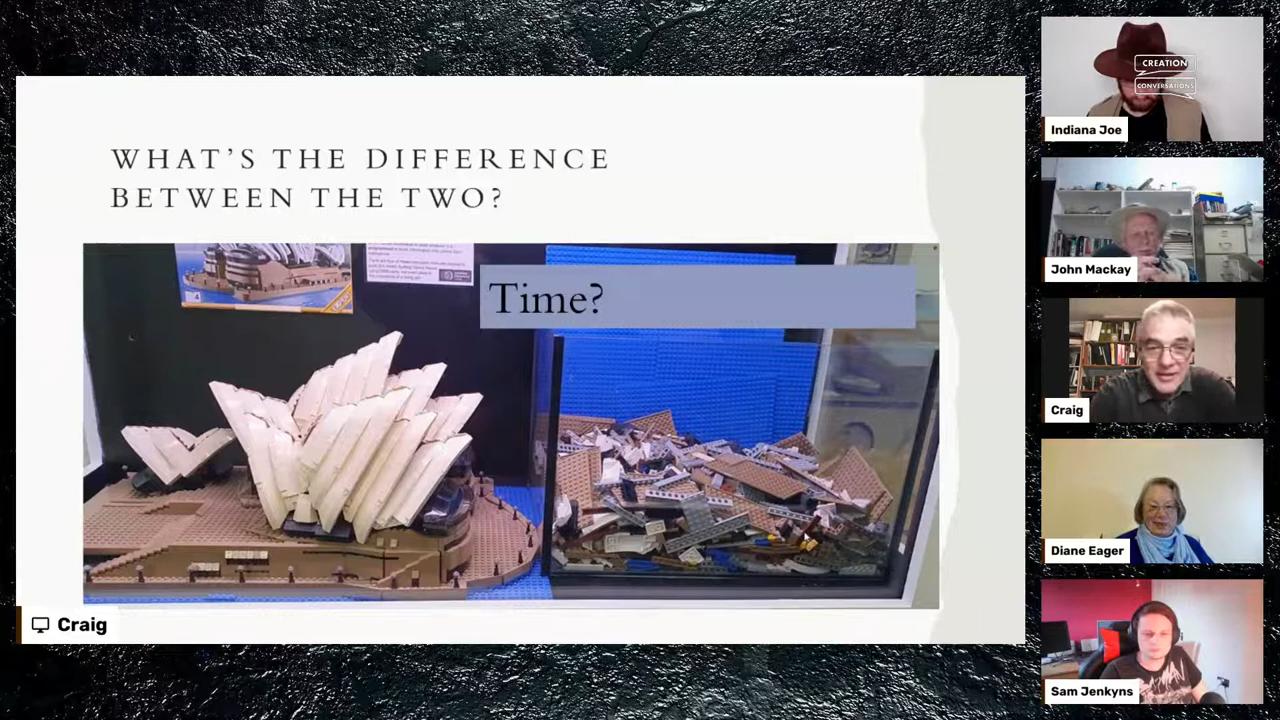 WHAT'S THE DIFFERENCE
BETWEEN THE TWO?
Time?
Craig
CREATION
CONVERSATIONS
Indiana Joe
John Mackay
Craig
Diane Eager
Sam Jenkyns